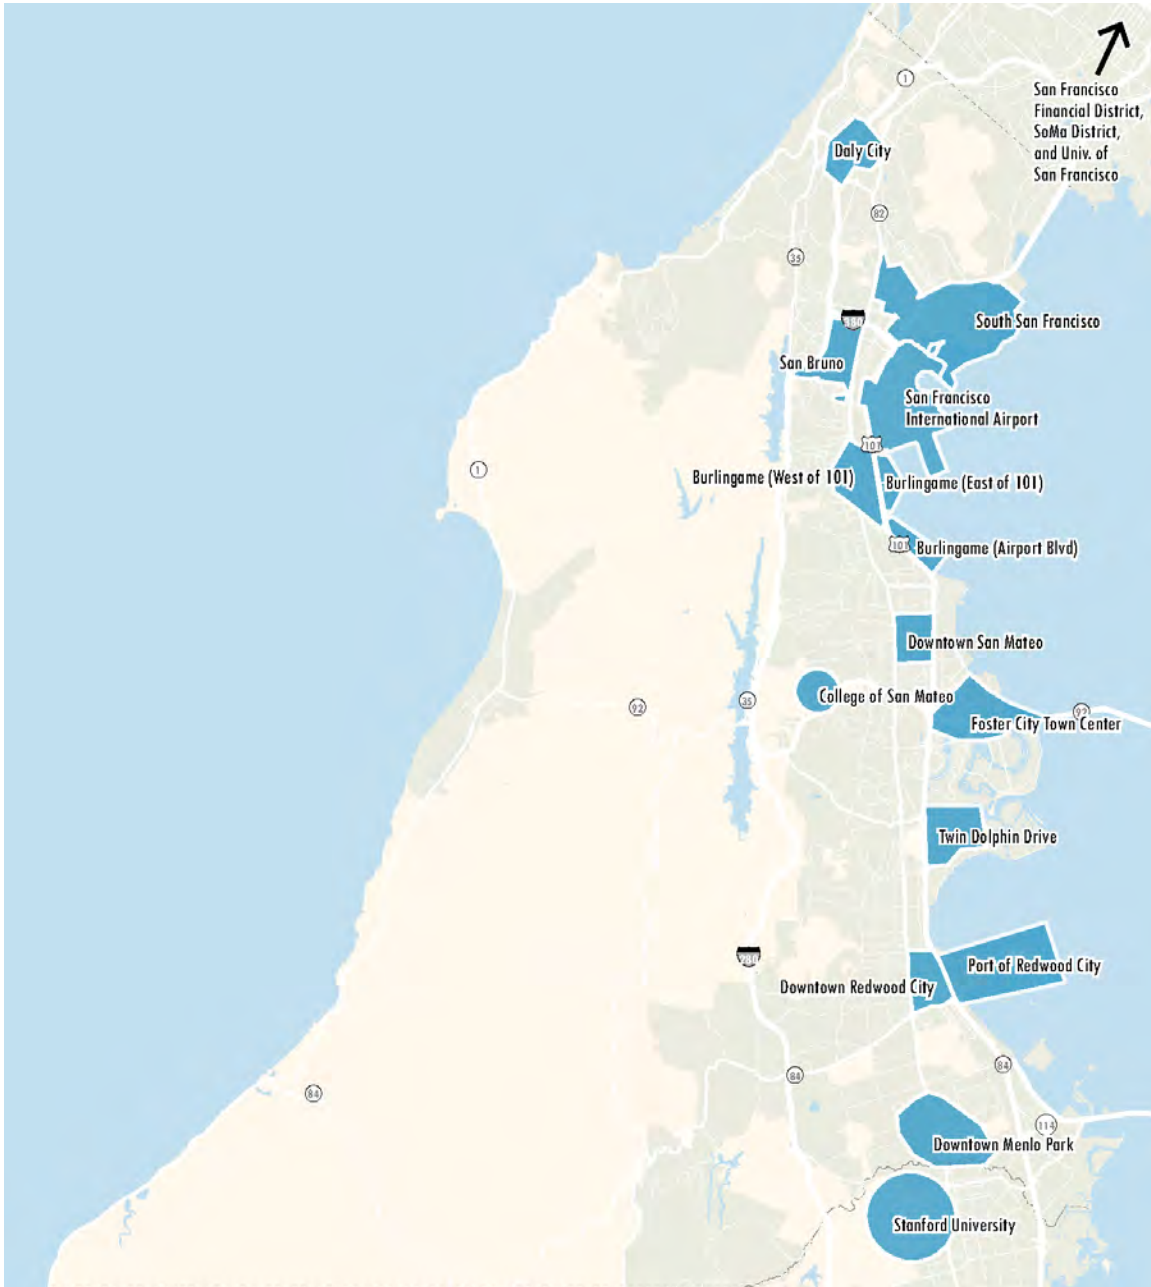 San Francisco
Financial District,
SoMa District,
and Univ. of
San Francisco
1
Daly City
82
35
380
South San Francisco
San Bruno
San Francisco
International Airport
101
1
Burlingame (West of 101)
Burlingame (East of 101)
101
Burlingame (Airport Blvd)
Downtown San Mateo
College of San Mateo
35
92
92
Foster City Town Center
Twin Dolphin Drive
280
Port of Redwood City
Downtown Redwood City
84
84
84
114
Downtown Menlo Park
Stanford University